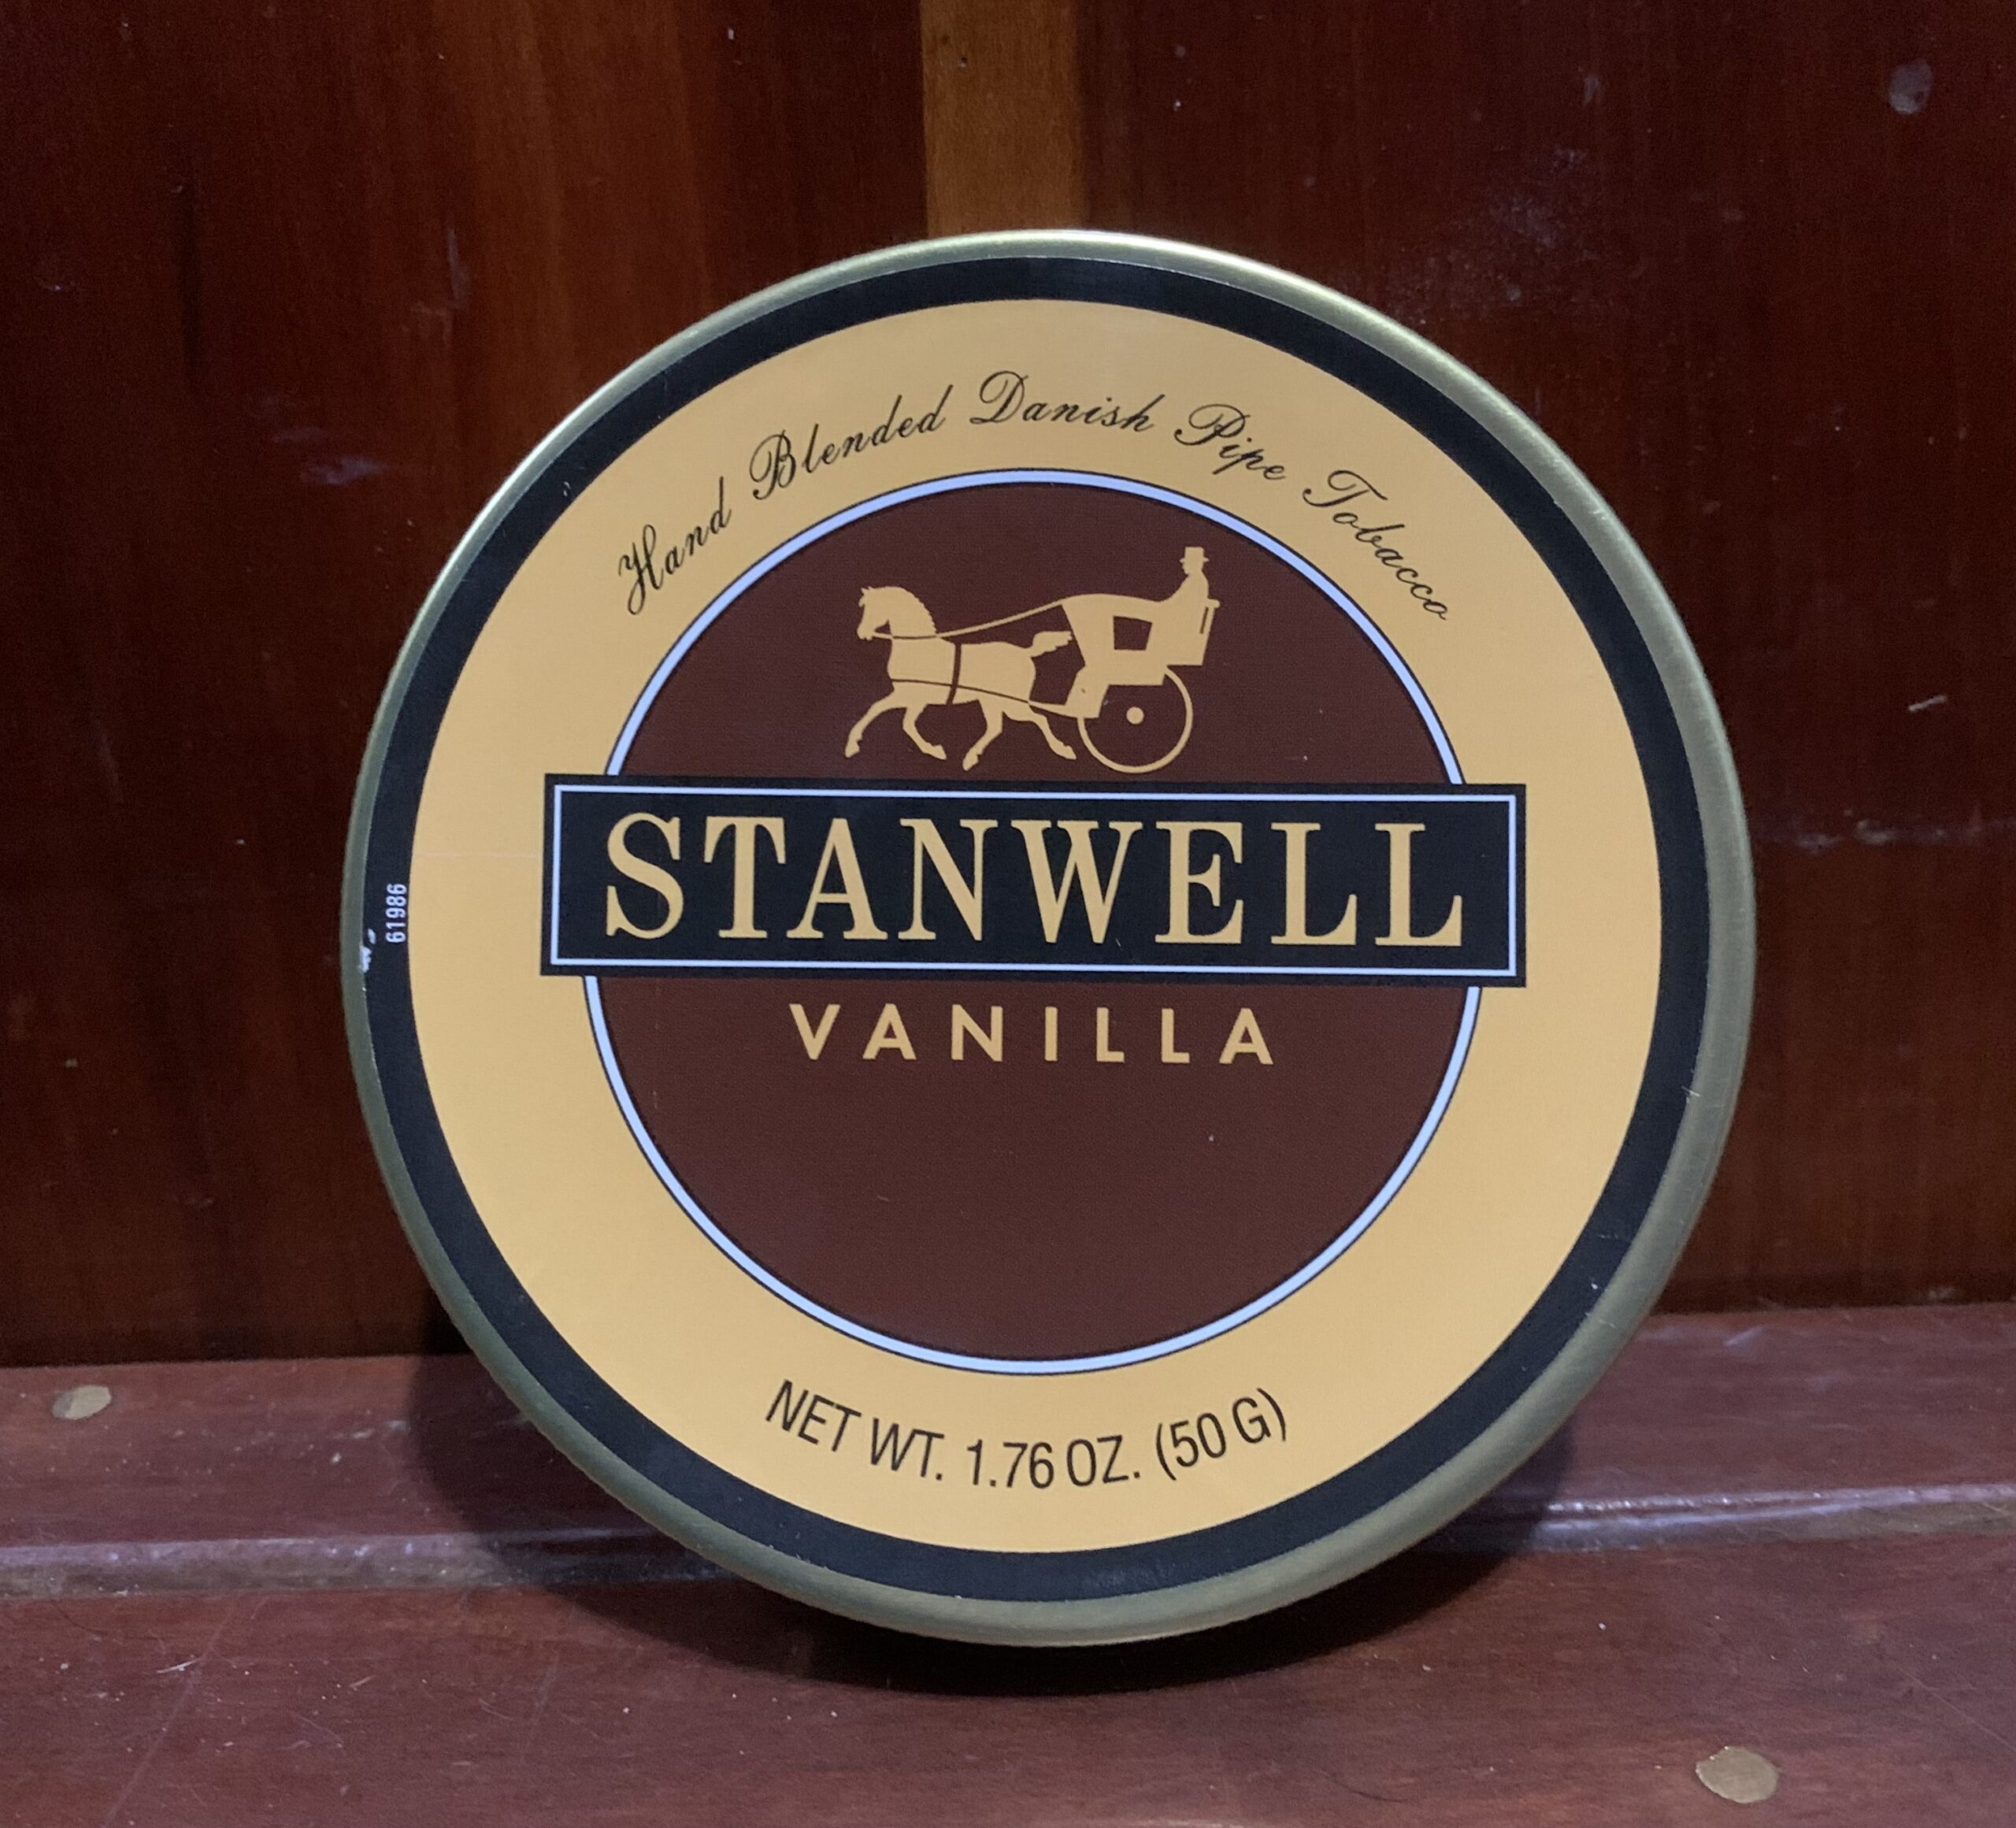 Hand Blended Danish Pipe Tobacco
STANWELL
VANILLA
NET WT. 1.76 OZ. (50 G)
61986